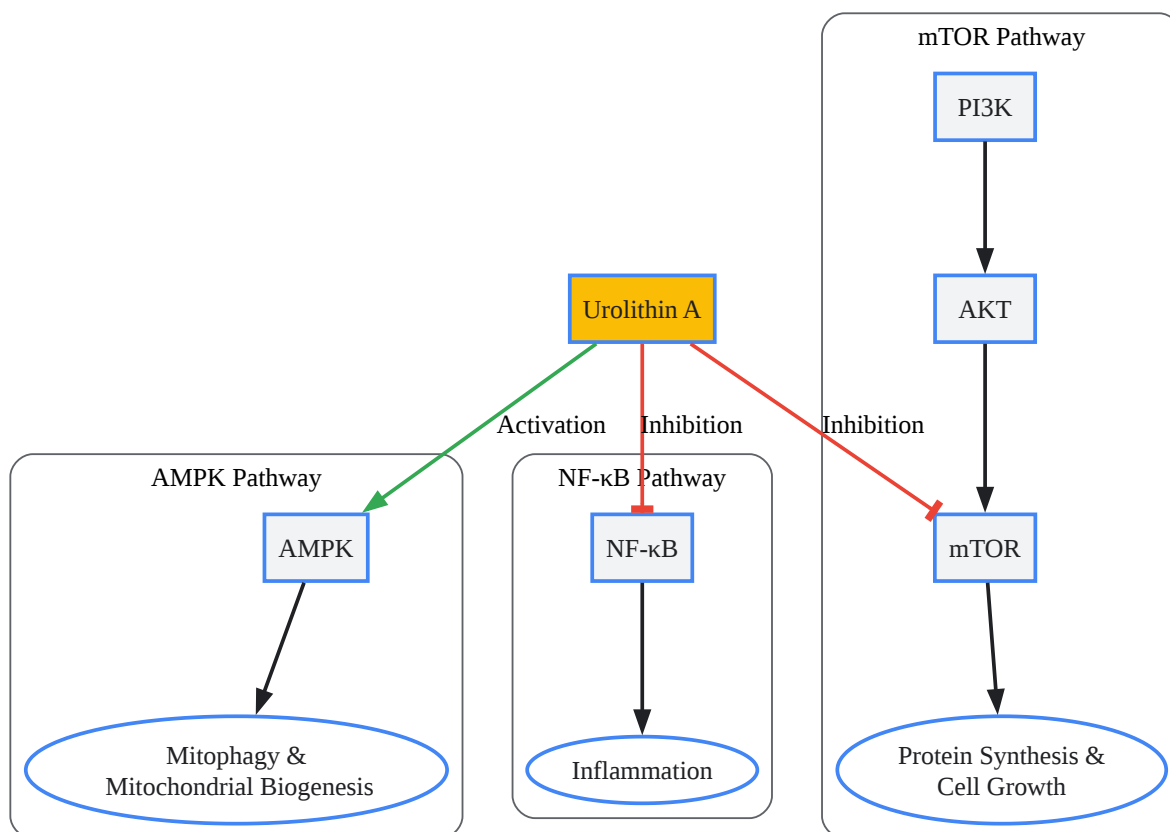 mTOR Pathway
PI3K
Urolithin A
AKT
Activation
Inhibition
Inhibition
AMPK Pathway
NF-κB Pathway
AMPK
NF-κB
mTOR
Mitophagy &
Mitochondrial Biogenesis
Inflammation
Protein Synthesis &
Cell Growth